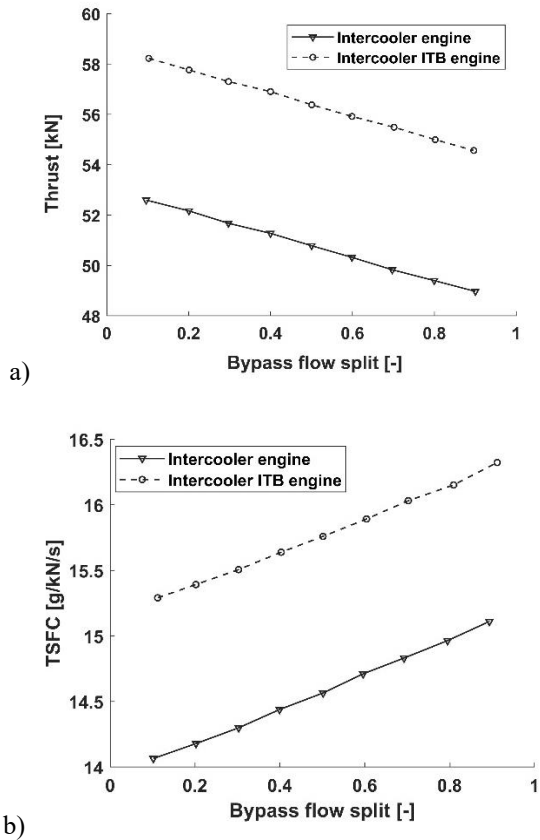 60
58
56
54
52
50
48
Thrust [kN]
Intercooler engine
Intercooler ITB engine
0 0.2 0.4 0.6 0.8 1
Bypass flow split [-]
a)
16.5
16
15.5
15
14.5
14
TSFC [g/kN/s]
Intercooler engine
Intercooler ITB engine
0 0.2 0.4 0.6 0.8 1
Bypass flow split [-]
b)